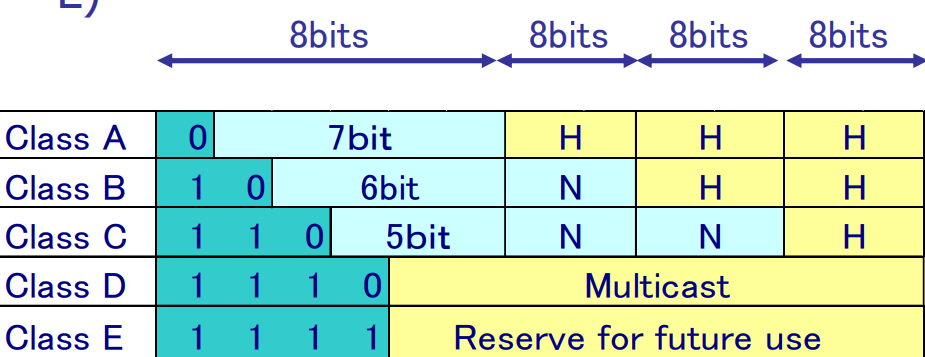 E)
8bits 8bits 8bits 8bits
Class A 0 7bit H H H
Class B 1 0 6bit N H H
Class C 1 1 0 5bit N N H
Class D 1 1 1 0 Multicast
Class E 1 1 1 1 Reserve for future use